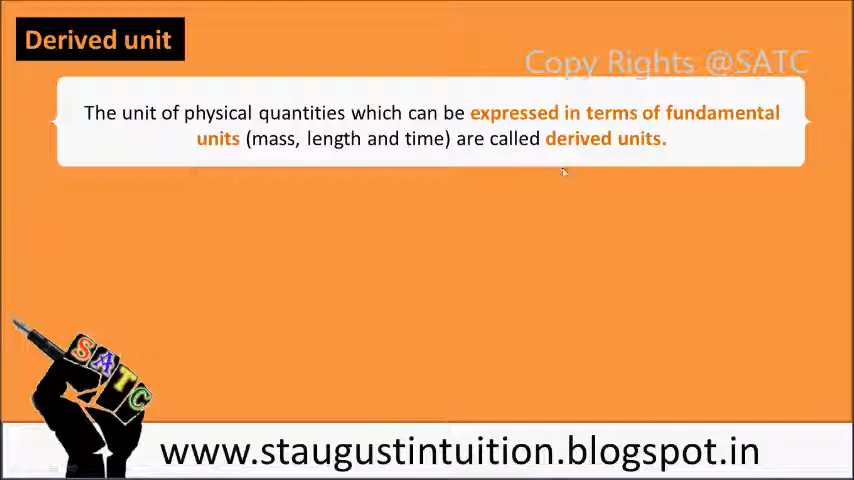 Derived unit
Copy Rights @SATC
The unit of physical quantities which can be expressed in terms of fundamental
units (mass, length and time) are called derived units.
SATC
www.staugustintuition.blogspot.in